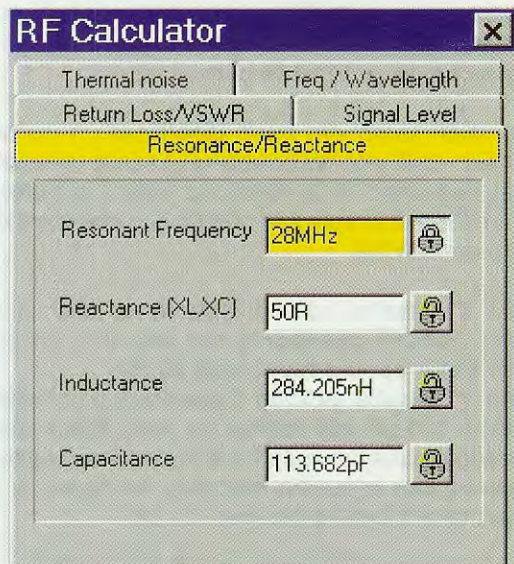 RF Calculator
Thermal noise Freq / Wavelength
Return Loss/VSWR Signal Level
Resonance/Reactance
Resonant Frequency 28MHz
Reactance (XL,XC) 50R
Inductance 284.205nH
Capacitance 113.682pF